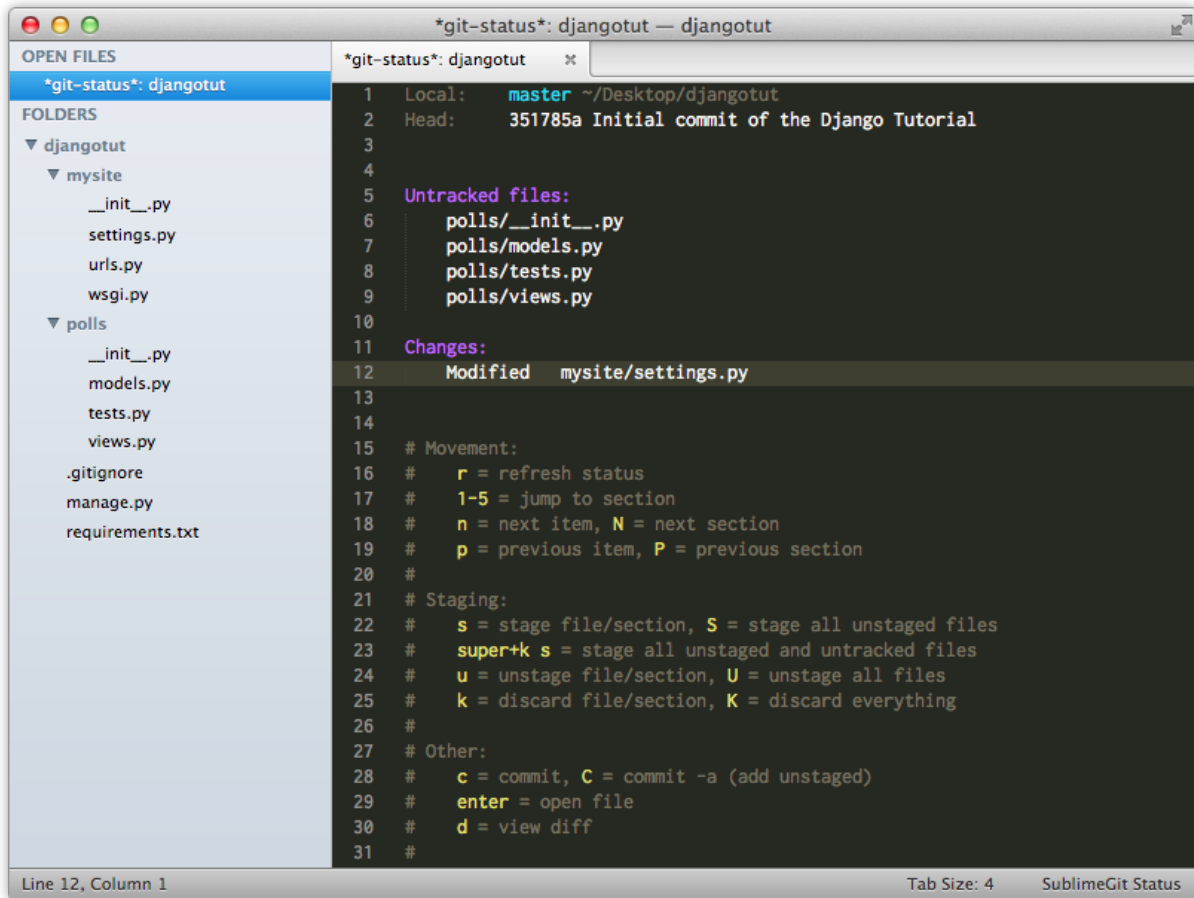 *git-status*: djangotut — djangotut
OPEN FILES
*git-status*: djangotut
FOLDERS
djangotut
mysite
__init__.py
settings.py
urls.py
wsgi.py
polls
__init__.py
models.py
tests.py
views.py
.gitignore
manage.py
requirements.txt
*git-status*: djangotut
1 Local: master ~/Desktop/djangotut
2 Head: 351785a Initial commit of the Django Tutorial
3
4
5 Untracked files:
6 polls/__init__.py
7 polls/models.py
8 polls/tests.py
9 polls/views.py
10
11 Changes:
12 Modified mysite/settings.py
13
14
15 # Movement:
16 # r = refresh status
17 # 1-5 = jump to section
18 # n = next item, N = next section
19 # p = previous item, P = previous section
20 #
21 # Staging:
22 # s = stage file/section, S = stage all unstaged files
23 # super+k s = stage all unstaged and untracked files
24 # u = unstage file/section, U = unstage all files
25 # k = discard file/section, K = discard everything
26 #
27 # Other:
28 # c = commit, C = commit -a (add unstaged)
29 # enter = open file
30 # d = view diff
31 #
Line 12, Column 1
Tab Size: 4
SublimeGit Status